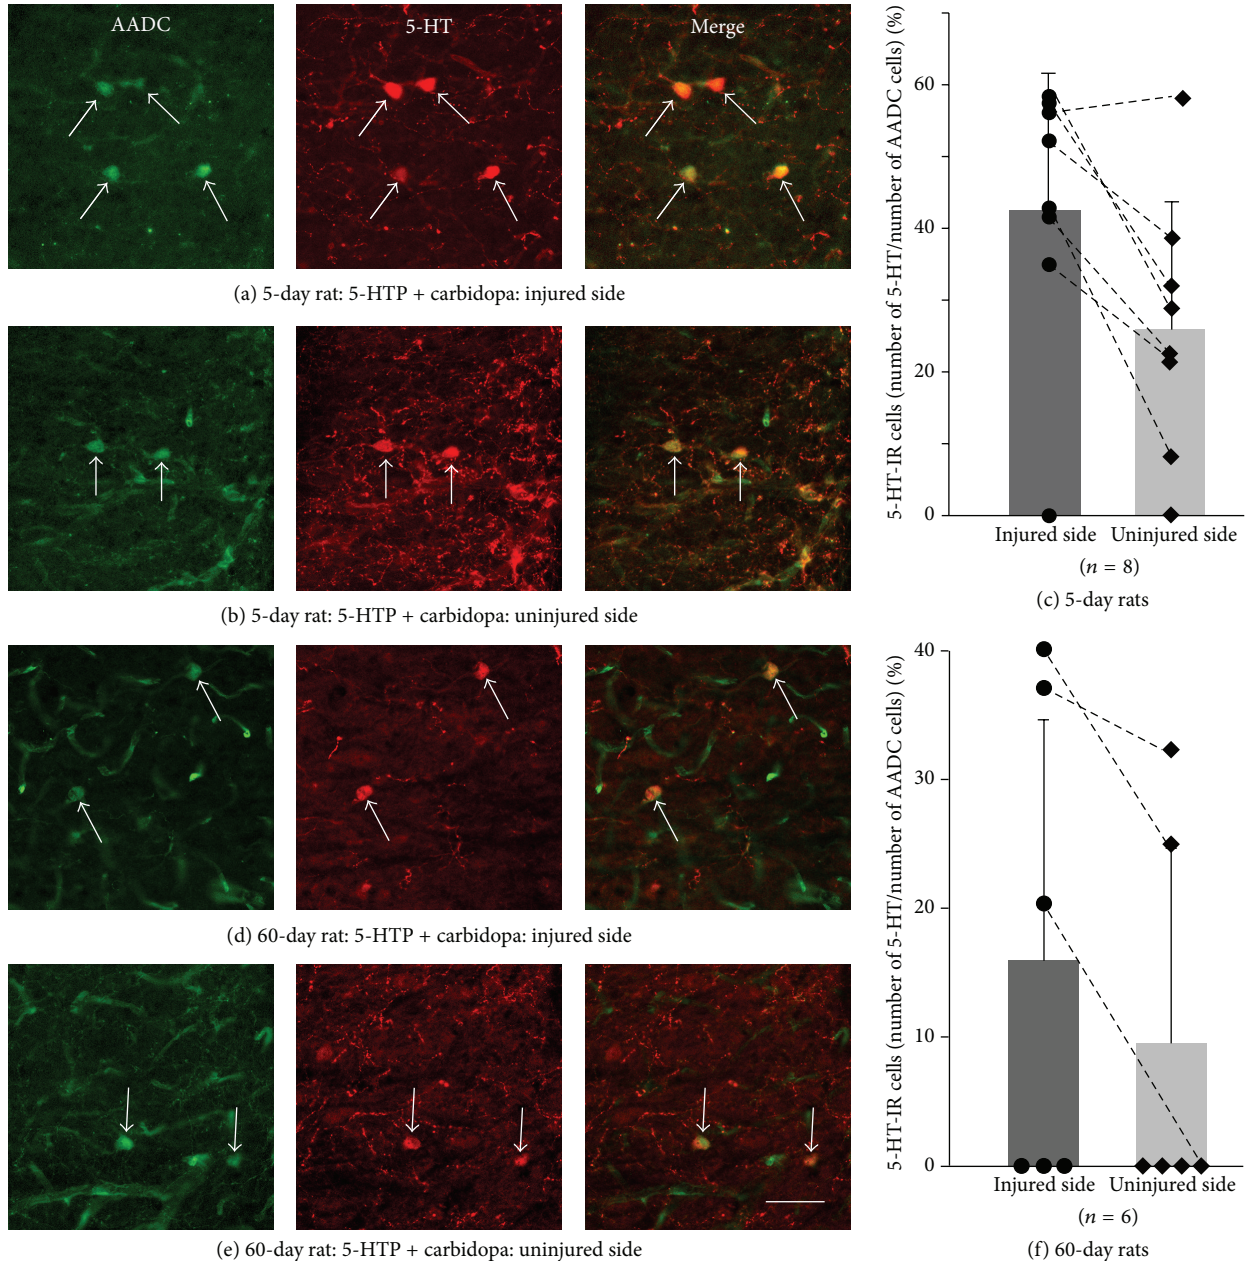 AADC
5-HT
Merge
(a) 5-day rat: 5-HTP + carbidopa: injured side
(b) 5-day rat: 5-HTP + carbidopa: uninjured side
5-HT-IR cells (number of 5-HT/number of AADC cells) (%)
60
40
20
0
Injured side
Uninjured side
(n = 8)
(c) 5-day rats
(d) 60-day rat: 5-HTP + carbidopa: injured side
(e) 60-day rat: 5-HTP + carbidopa: uninjured side
5-HT-IR cells (number of 5-HT/number of AADC cells) (%)
40
30
20
10
0
Injured side
Uninjured side
(n = 6)
(f) 60-day rats